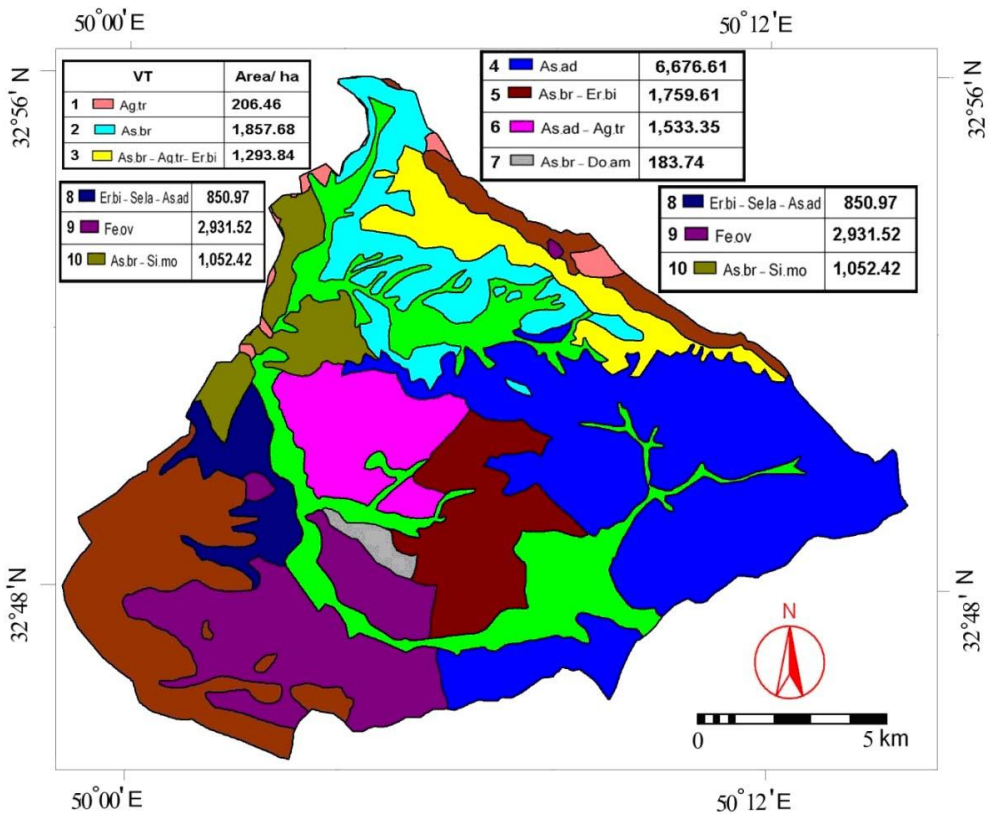 50°00'E 50°12'E
32°56' N
32°56' N
VT Area/ ha
1 Ag.tr 206.46
2 As.br 1,857.68
3 As.br - Ag.tr- Er.bi 1,293.84
4 As.ad 6,676.61
5 As.br - Er.bi 1,759.61
6 As.ad - Ag.tr 1,533.35
7 As.br - Do.am 183.74
8 Er.bi - Se.la - As.ad 850.97
9 Fe.ov 2,931.52
10 As.br - Si.mo 1,052.42
8 Er.bi - Se.la - As.ad 850.97
9 Fe.ov 2,931.52
10 As.br - Si.mo 1,052.42
32°48' N
32°48' N
N
0 5 km
50°00'E 50°12'E